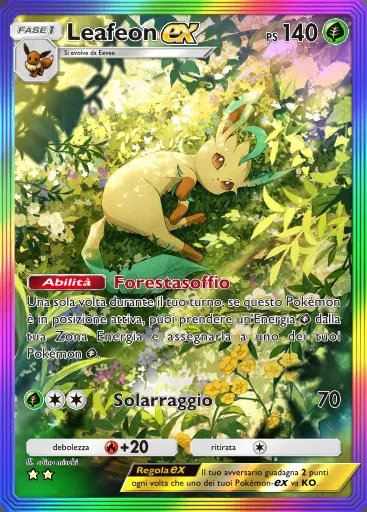 FASE 1
Leafeon ex
PS 140
Si evolve da Eevee
Abilità Forestasoffio
Una sola volta durante il tuo turno, se questo Pokémon
è in posizione attiva, puoi prendere un'Energia dalla
tua Zona Energia e assegnarla a uno dei tuoi
Pokémon .
Solarraggio 70
debolezza +20 ritirata
Regola ex Il tuo avversario guadagna 2 punti
ogni volta che uno dei tuoi Pokémon-ex va KO.